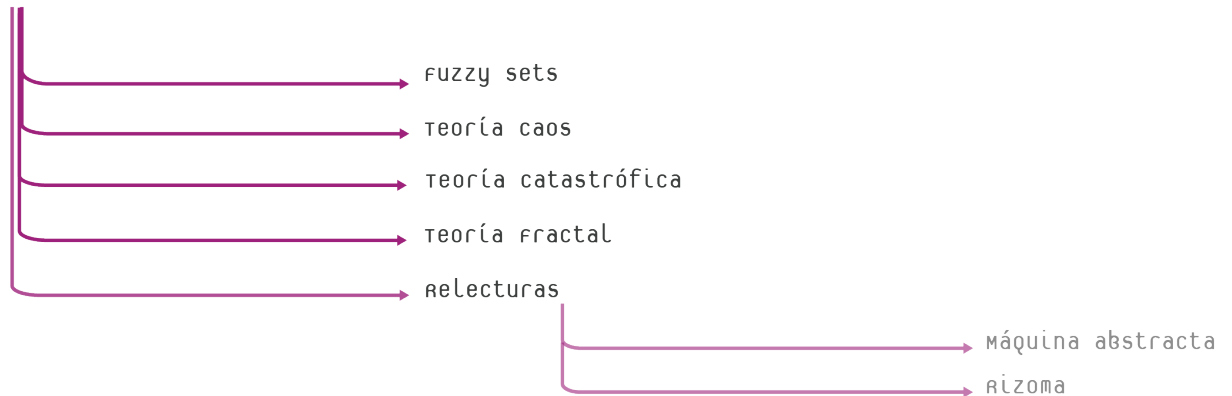 Fuzzy sets
Teoría caos
Teoría catastrófica
Teoría Fractal
Relecturas
Máquina abstracta
Rizoma